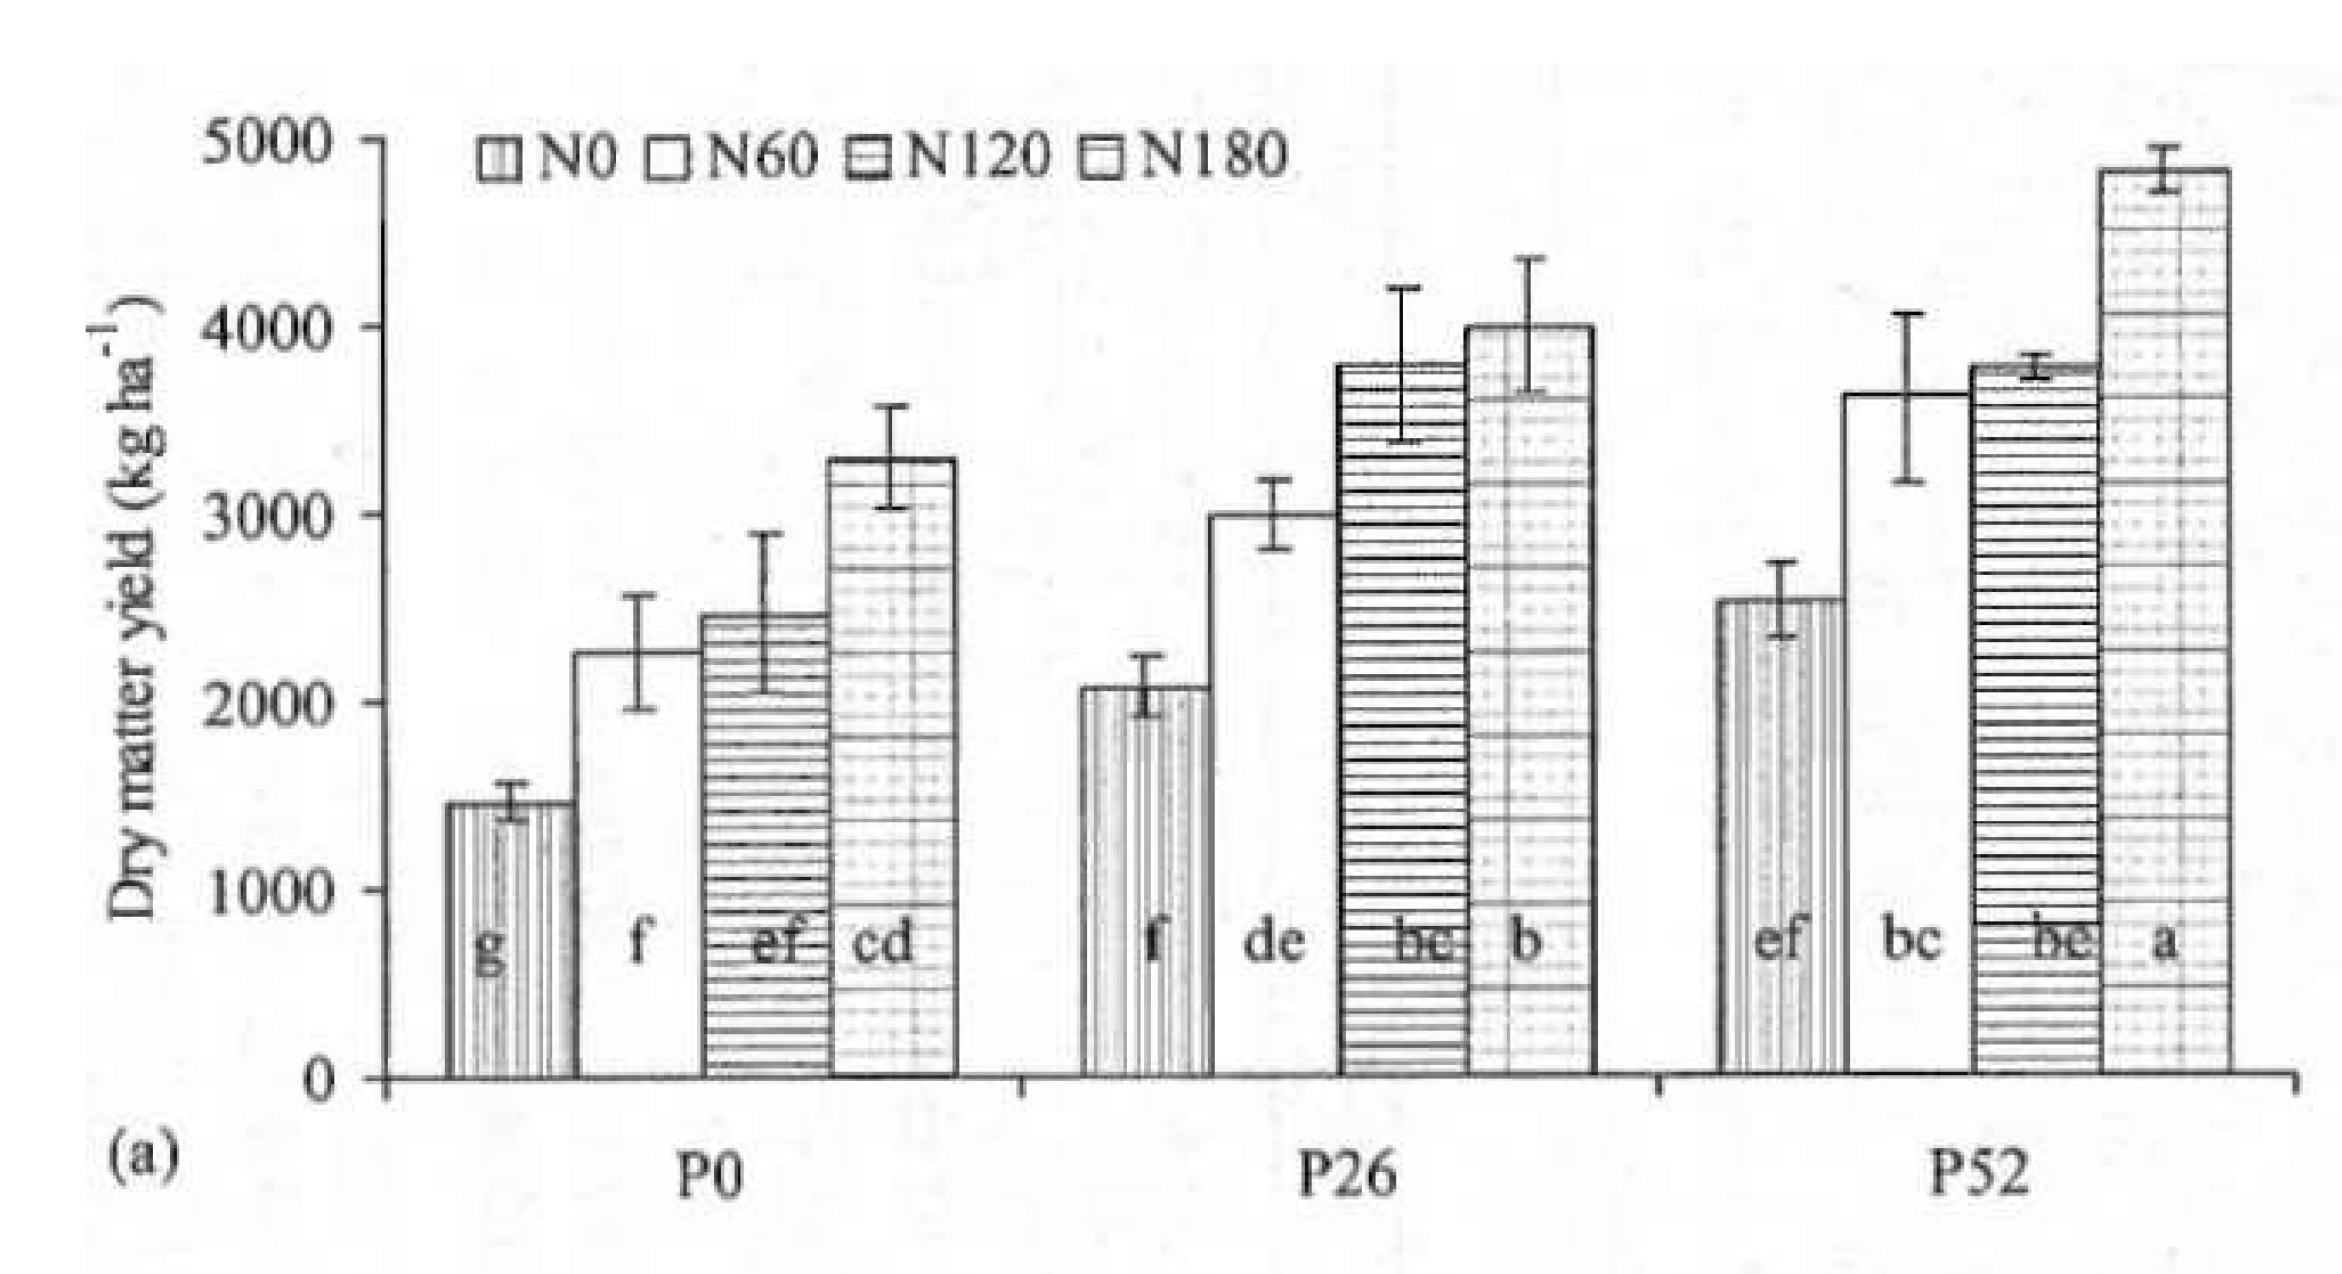 5000
N0 N60 N120 N180
4000
3000
2000
1000
0
Dry matter yield (kg ha-1)
g f ef cd f de bc b ef bc bc a
(a)
P0 P26 P52